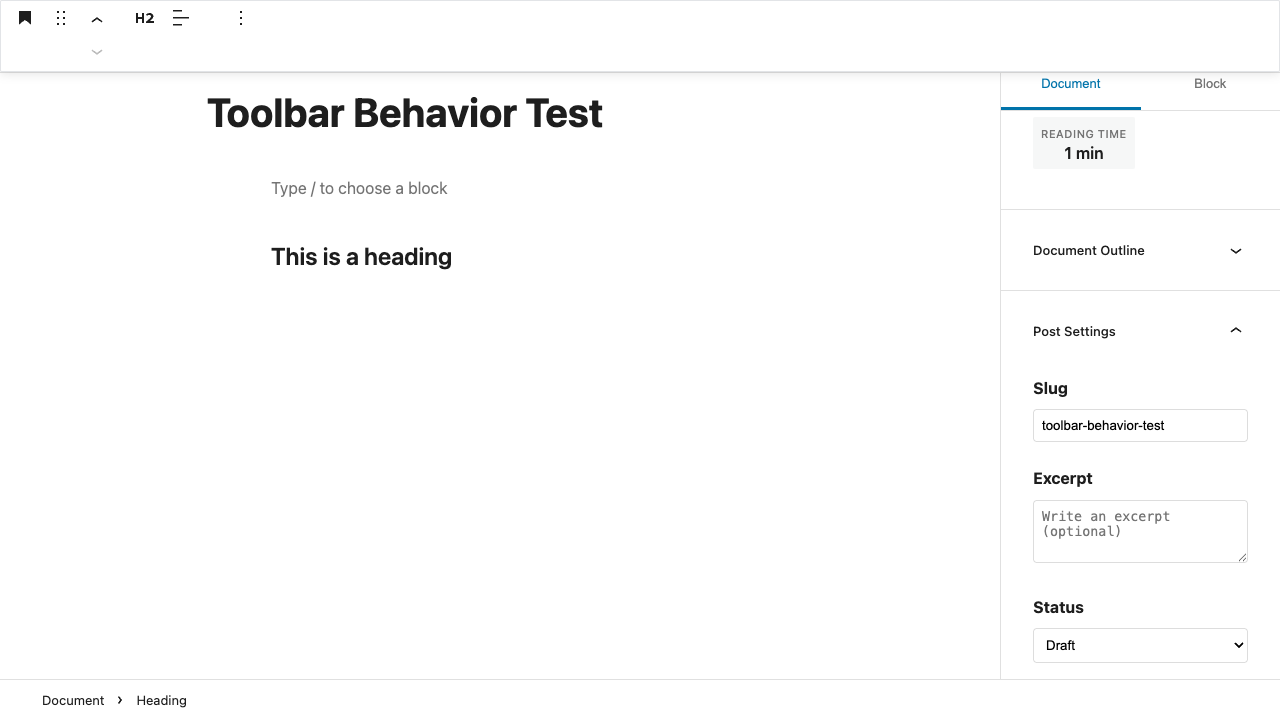 H2
Document
Block
Toolbar Behavior Test
READING TIME
1 min
Type / to choose a block
This is a heading
Document Outline
Post Settings
Slug
toolbar-behavior-test
Excerpt
Write an excerpt
(optional)
Status
Draft
Document › Heading